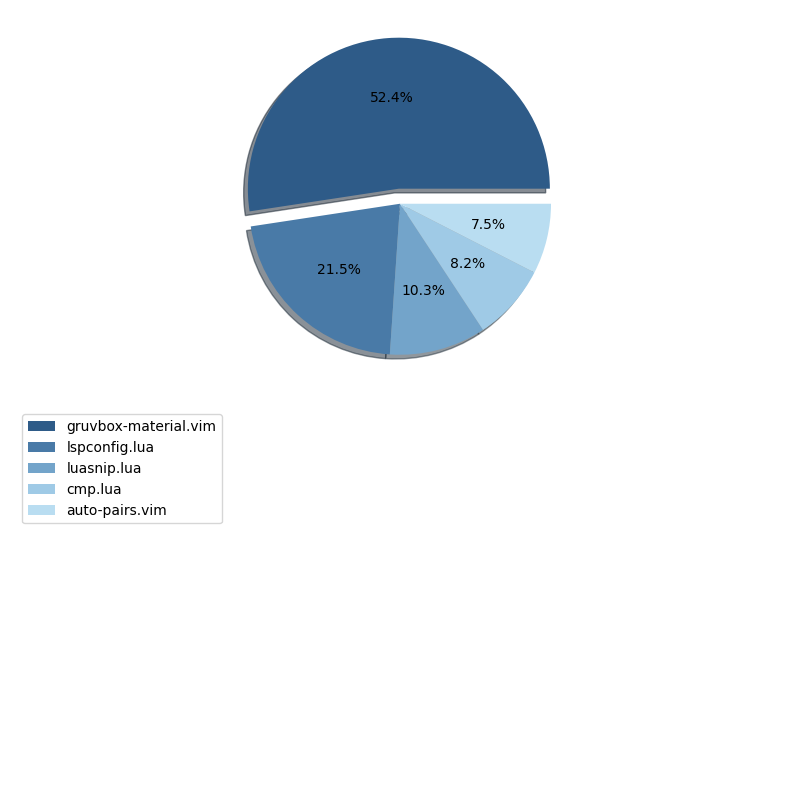 52.4%
7.5%
8.2%
21.5%
10.3%
gruvbox-material.vim
lspconfig.lua
luasnip.lua
cmp.lua
auto-pairs.vim